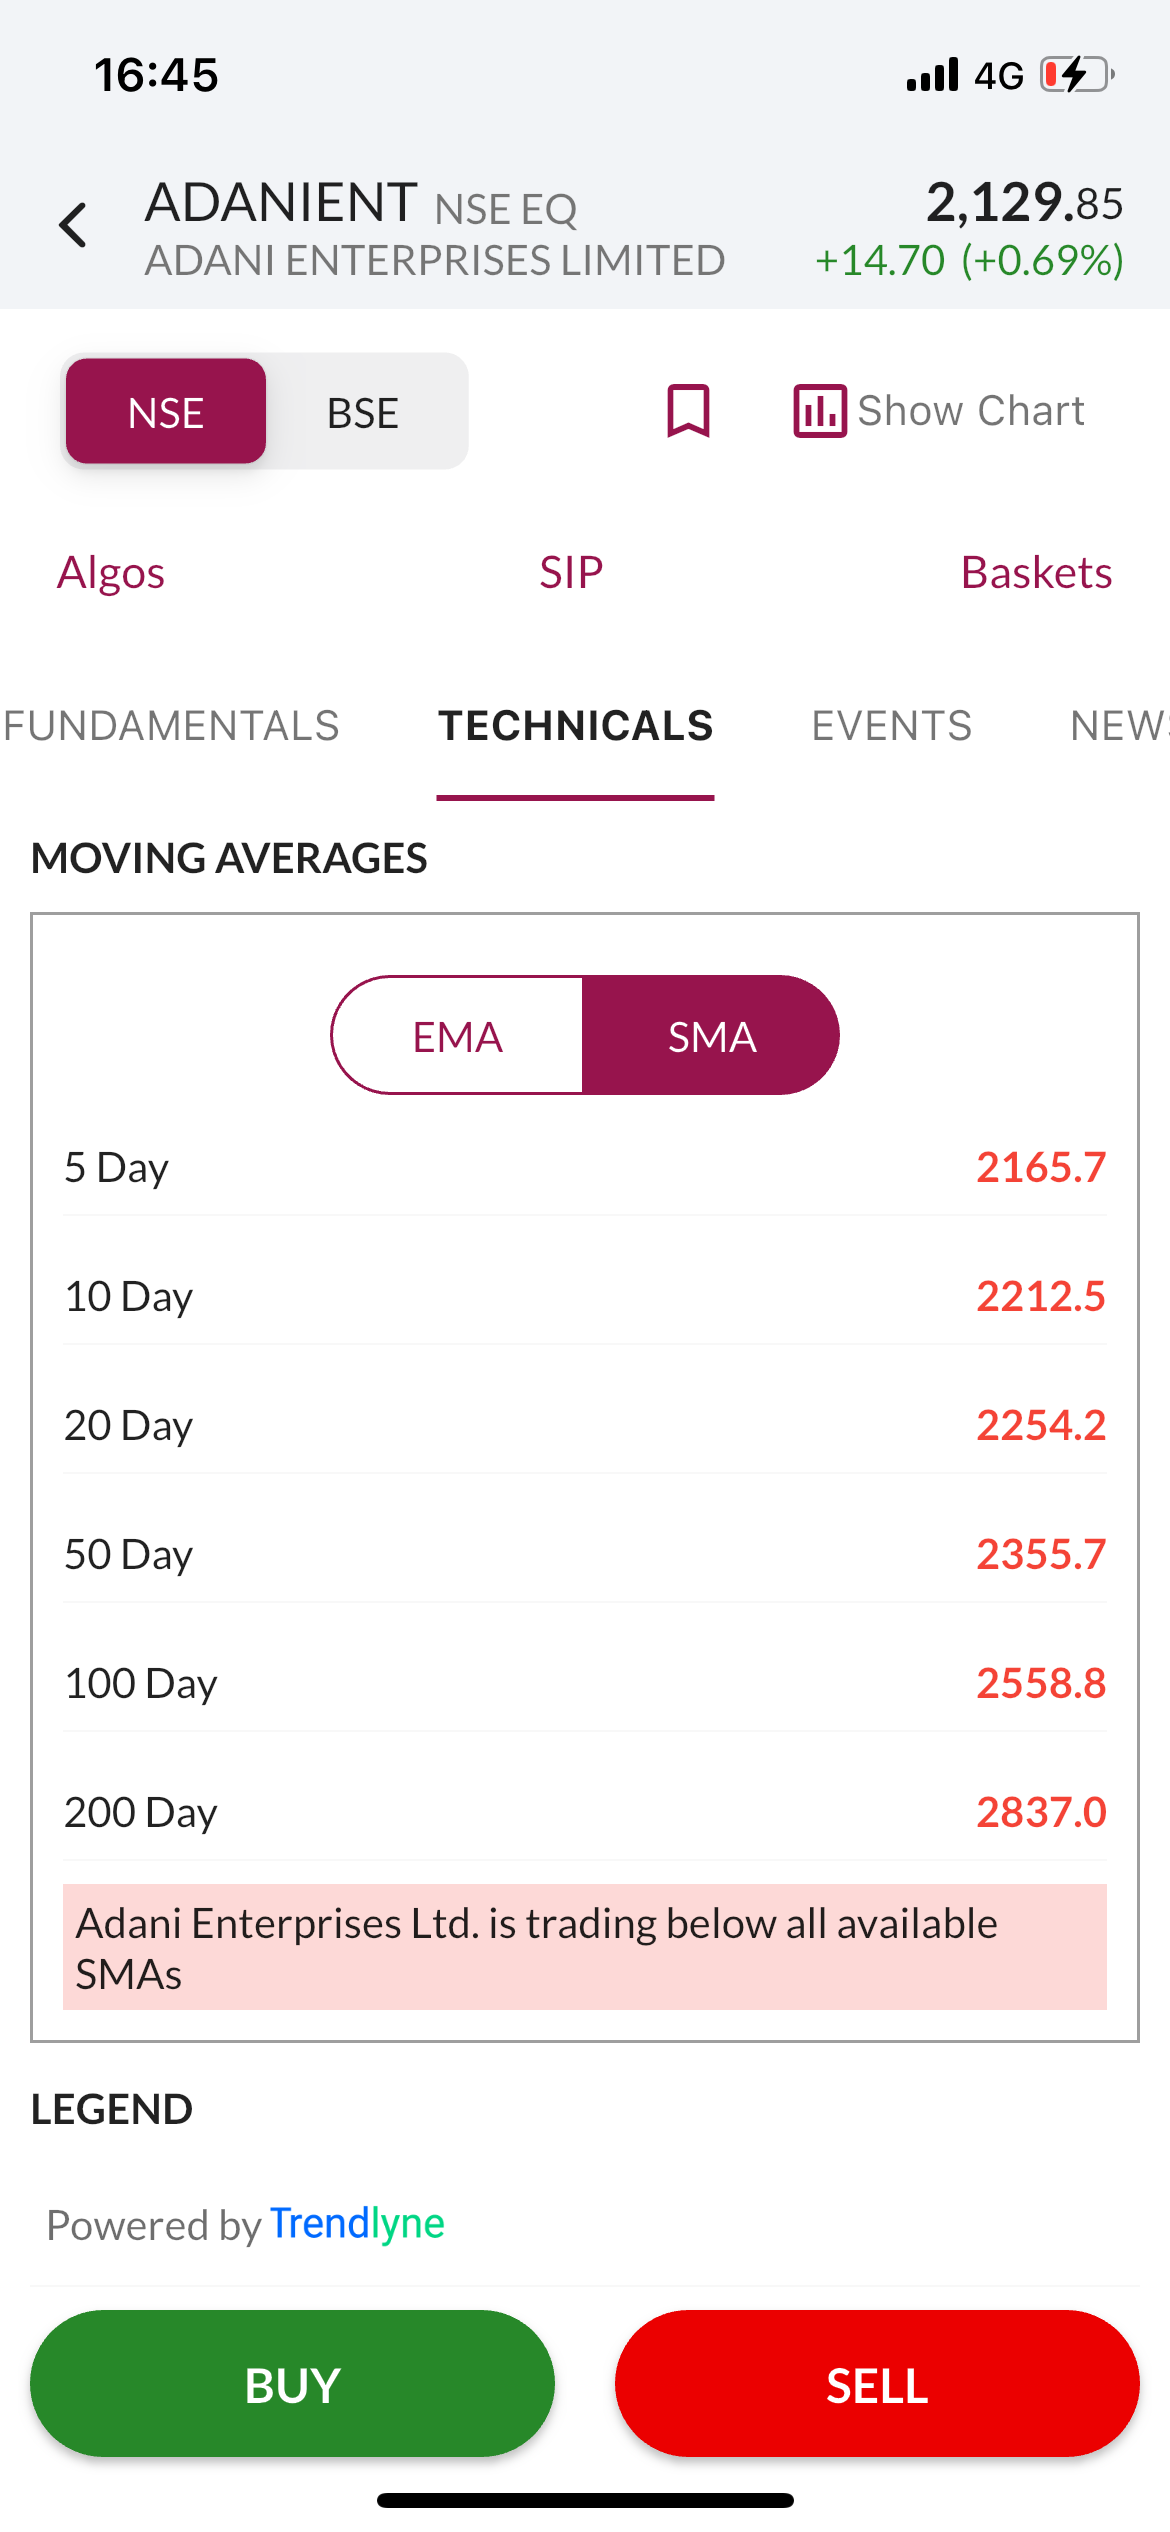 16:45
4G
ADANIENT NSE EQ
2,129.85
ADANI ENTERPRISES LIMITED
+14.70 (+0.69%)
NSE
BSE
Show Chart
Algos
SIP
Baskets
FUNDAMENTALS
TECHNICALS
EVENTS
NEWS
MOVING AVERAGES
EMA
SMA
5 Day 2165.7
10 Day 2212.5
20 Day 2254.2
50 Day 2355.7
100 Day 2558.8
200 Day 2837.0
Adani Enterprises Ltd. is trading below all available
SMAs
LEGEND
Powered by Trendlyne
BUY
SELL